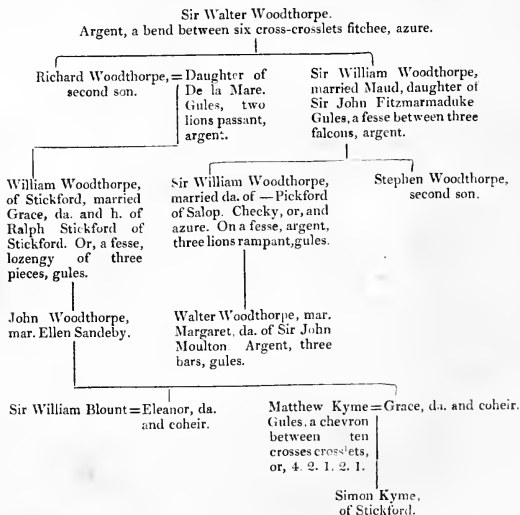 Sir Walter Woodthorpe.
Argent, a bend between six cross-crosslets fitchee, azure.
Richard Woodthorpe,
second son.
= Daughter of
De la Mare.
Gules, two
lions passant,
argent.
Sir William Woodthorpe,
married Maud, daughter of
Sir John Fitzmarmaduke
Gules, a fesse between three
falcons, argent.
William Woodthorpe,
of Stickford, married
Grace, da. and h. of
Ralph Stickford of
Stickford. Or, a fesse,
lozengy of three
pieces, gules.
Sir William Woodthorpe,
married da. of — Pickford
of Salop. Checky, or, and
azure. On a fesse, argent,
three lions rampant, gules.
Stephen Woodthorpe,
second son.
John Woodthorpe,
mar. Ellen Sandeby.
Walter Woodthorpe, mar.
Margaret, da. of Sir John
Moulton Argent, three
bars, gules.
Sir William Blount = Eleanor, da.
and coheir.
Matthew Kyme = Grace, da. and coheir.
Gules, a chevron
between ten
crosses crosslets,
or, 4. 2. 1. 2. 1.
Simon Kyme,
of Stickford.